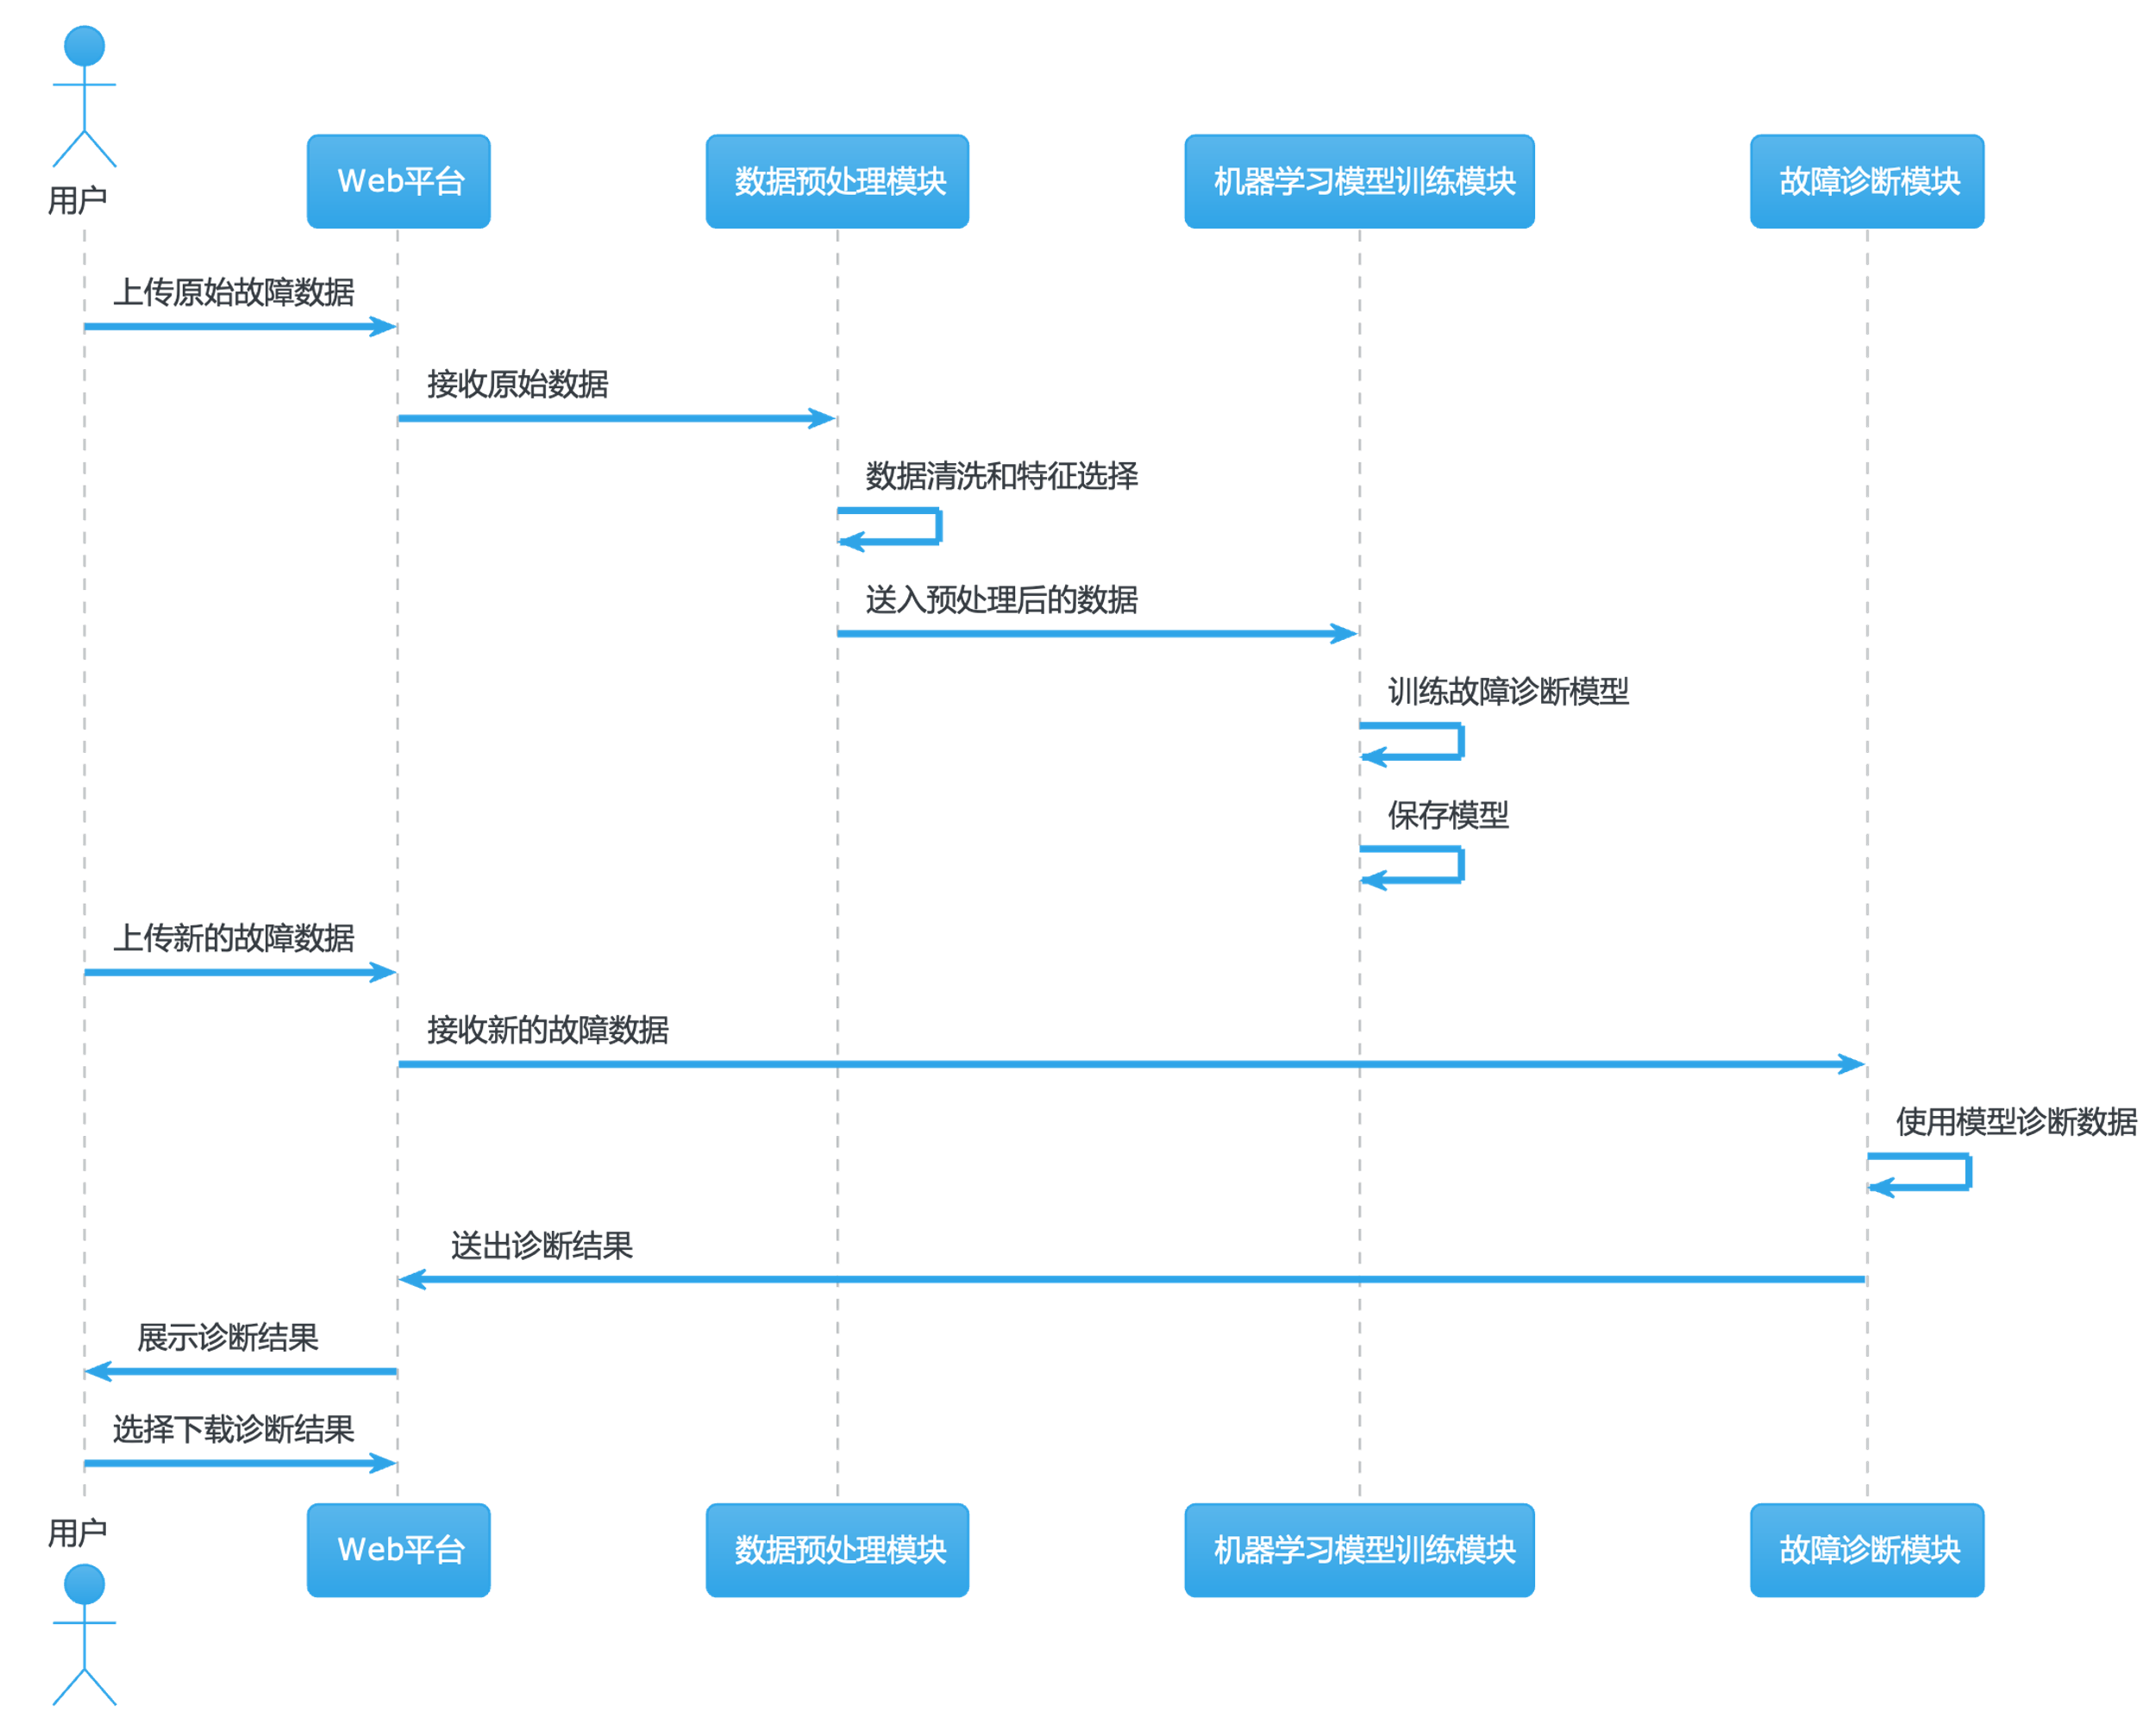 用户
Web平台
数据预处理模块
机器学习模型训练模块
故障诊断模块
上传原始故障数据
接收原始数据
数据清洗和特征选择
送入预处理后的数据
训练故障诊断模型
保存模型
上传新的故障数据
接收新的故障数据
使用模型诊断数据
送出诊断结果
展示诊断结果
选择下载诊断结果
用户
Web平台
数据预处理模块
机器学习模型训练模块
故障诊断模块